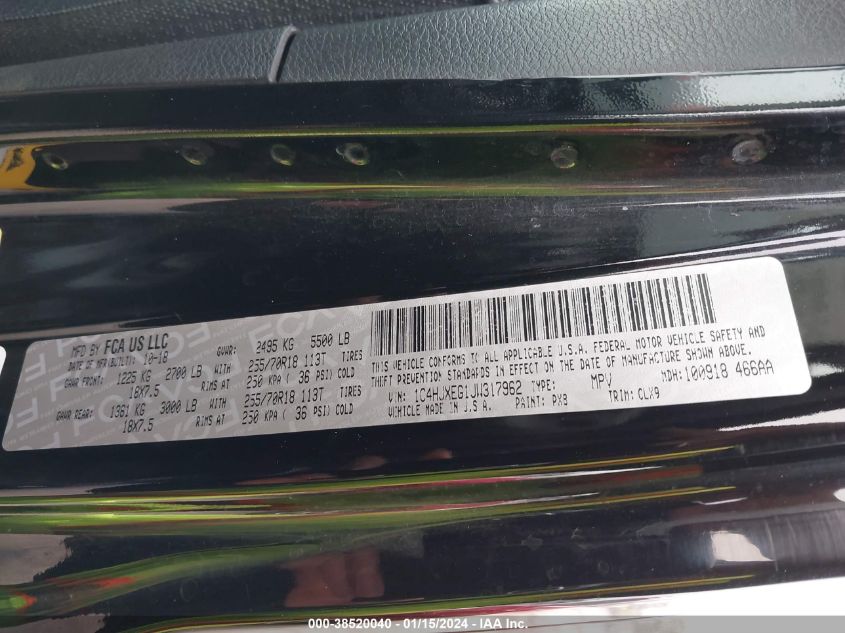 MFD BY FCA US LLC
DATE OF MFR (BUILT): 10-18 GVWR: 2495 KG 5500 LB
GAWR FRONT: 1225 KG 2700 LB WITH 255/70R18 113T TIRES
18X7.5 RIMS AT 250 KPA ( 36 PSI) COLD
GAWR REAR: 1361 KG 3000 LB WITH 255/70R18 113T TIRES
18X7.5 RIMS AT 250 KPA ( 36 PSI) COLD
THIS VEHICLE CONFORMS TO ALL APPLICABLE U.S.A. FEDERAL MOTOR VEHICLE SAFETY AND
THEFT PREVENTION STANDARDS IN EFFECT ON THE DATE OF MANUFACTURE SHOWN ABOVE.
VIN: 1C4HJXEG1JW317962 TYPE: MPV MDH: 100918 466AA
MADE IN U.S.A. PAINT: PX8 TRIM: CLX9
000-38520040 - 01/15/2024 - IAA Inc.